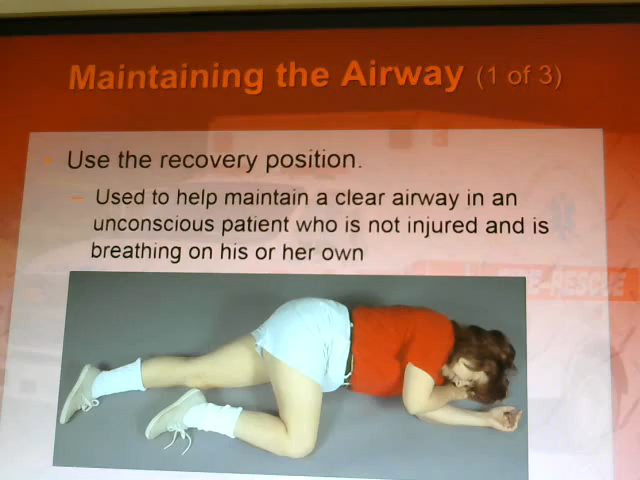 Maintaining the Airway (1 of 3)
Use the recovery position.
– Used to help maintain a clear airway in an
unconscious patient who is not injured and is
breathing on his or her own
-RESCUE